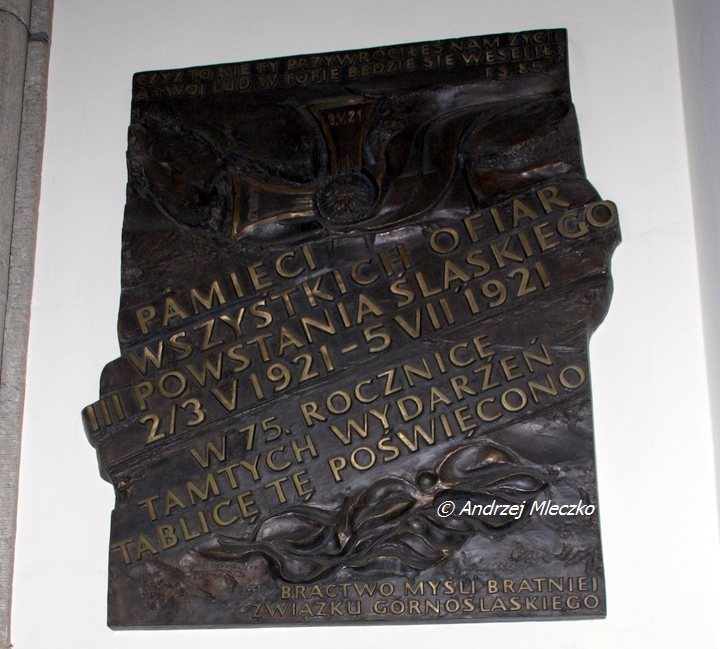 CZYŻ TO NIE TY PRZYWRÓCIŁEŚ NAM ŻYCIE
A TWÓJ LUD W TOBIE BĘDZIE SIĘ WESELIŁ?
PS 85
3.V.21
PAMIĘCI
WSZYSTKICH OFIAR
III POWSTANIA ŚLĄSKIEGO
2/3 V 1921 - 5 VII 1921
W 75. ROCZNICĘ
TAMTYCH WYDARZEŃ
TABLICĘ TĘ POŚWIĘCONO
© Andrzej Mleczko
BRACTWO MYŚLI BRATNIEJ
ZWIĄZKU GÓRNOŚLĄSKIEGO